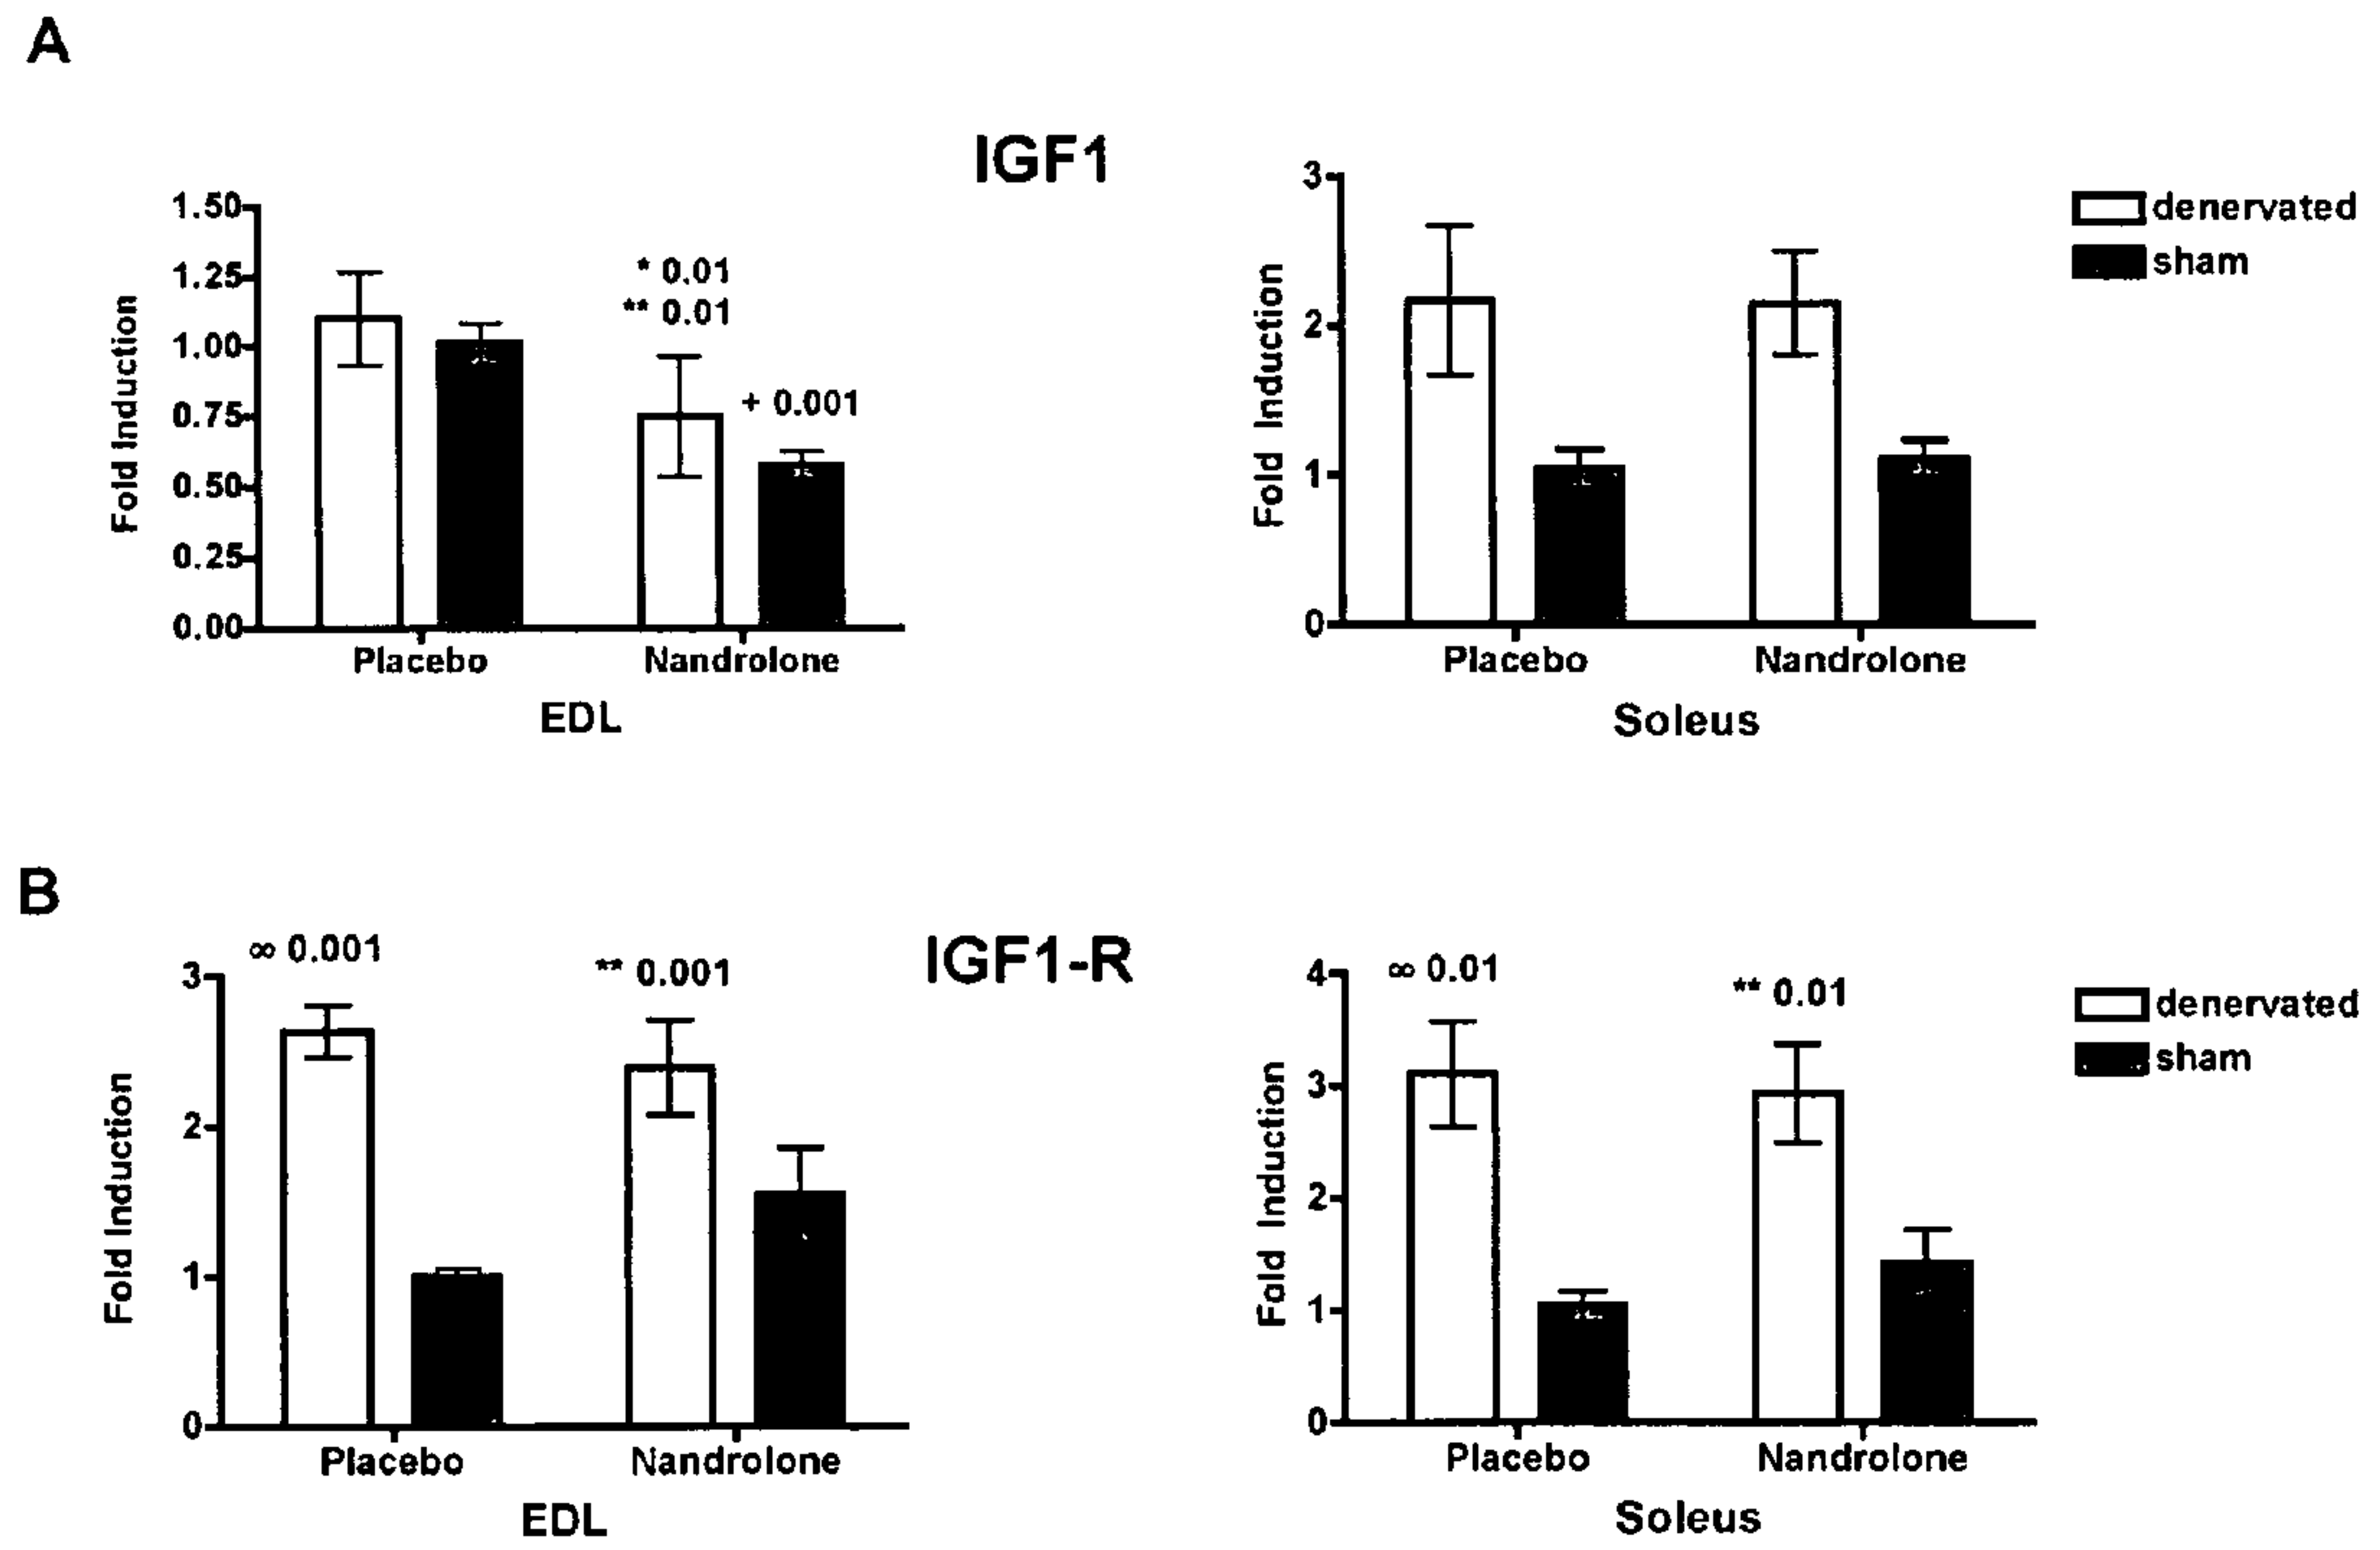 A
IGF1
1.50
1.25
1.00
0.75
0.50
0.25
0.00
Fold Induction
* 0.01
** 0.01
+ 0.001
Placebo
Nandrolone
EDL
3
2
1
0
Fold Induction
Placebo
Nandrolone
Soleus
denervated
sham
B
IGF1-R
3
2
1
0
Fold Induction
∞ 0.001
** 0.001
Placebo
Nandrolone
EDL
4
3
2
1
0
Fold Induction
∞ 0.01
** 0.01
Placebo
Nandrolone
Soleus
denervated
sham